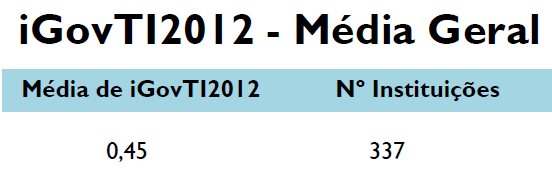 iGovTI2012 - Média Geral
Média de iGovTI2012 Nº Instituições
0,45 337